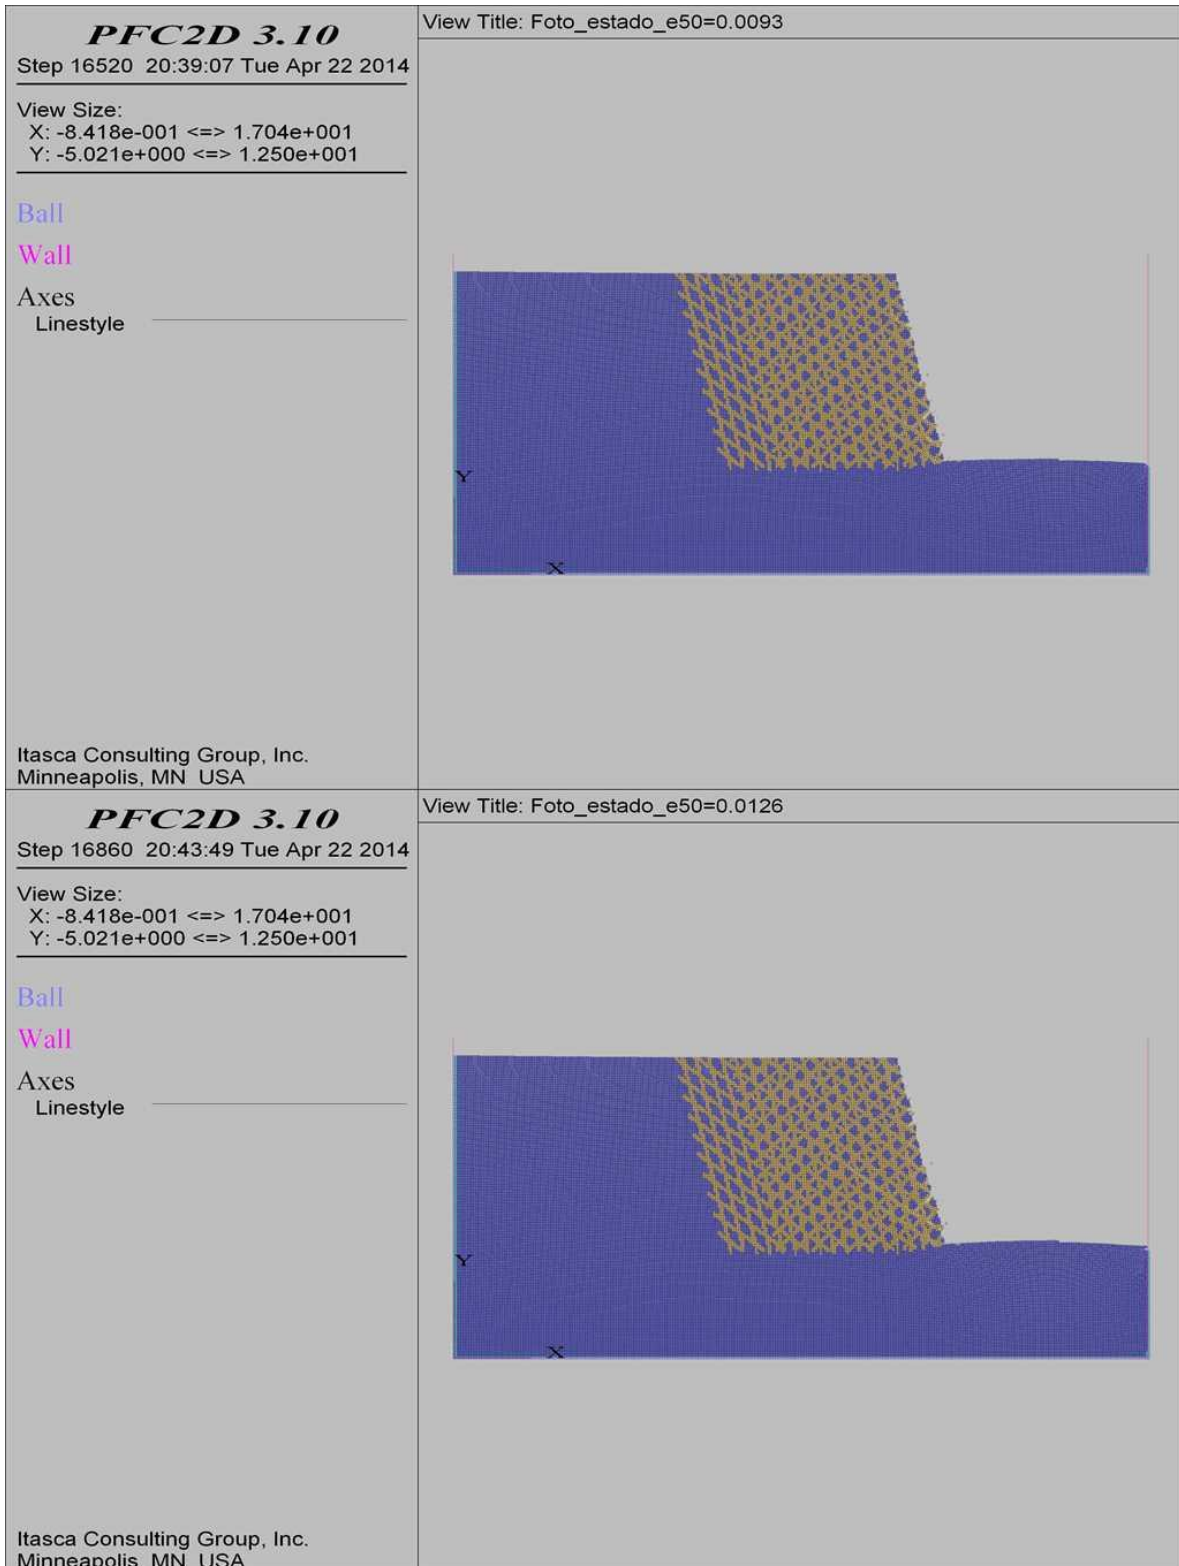 PFC2D 3.10
Step 16520  20:39:07 Tue Apr 22 2014
View Size:
X: -8.418e-001 <=> 1.704e+001
Y: -5.021e+000 <=> 1.250e+001
Ball
Wall
Axes
Linestyle
Itasca Consulting Group, Inc.
Minneapolis, MN  USA
View Title: Foto_estado_e50=0.0093
Y
X
PFC2D 3.10
Step 16860  20:43:49 Tue Apr 22 2014
View Size:
X: -8.418e-001 <=> 1.704e+001
Y: -5.021e+000 <=> 1.250e+001
Ball
Wall
Axes
Linestyle
Itasca Consulting Group, Inc.
Minneapolis, MN  USA
View Title: Foto_estado_e50=0.0126
Y
X